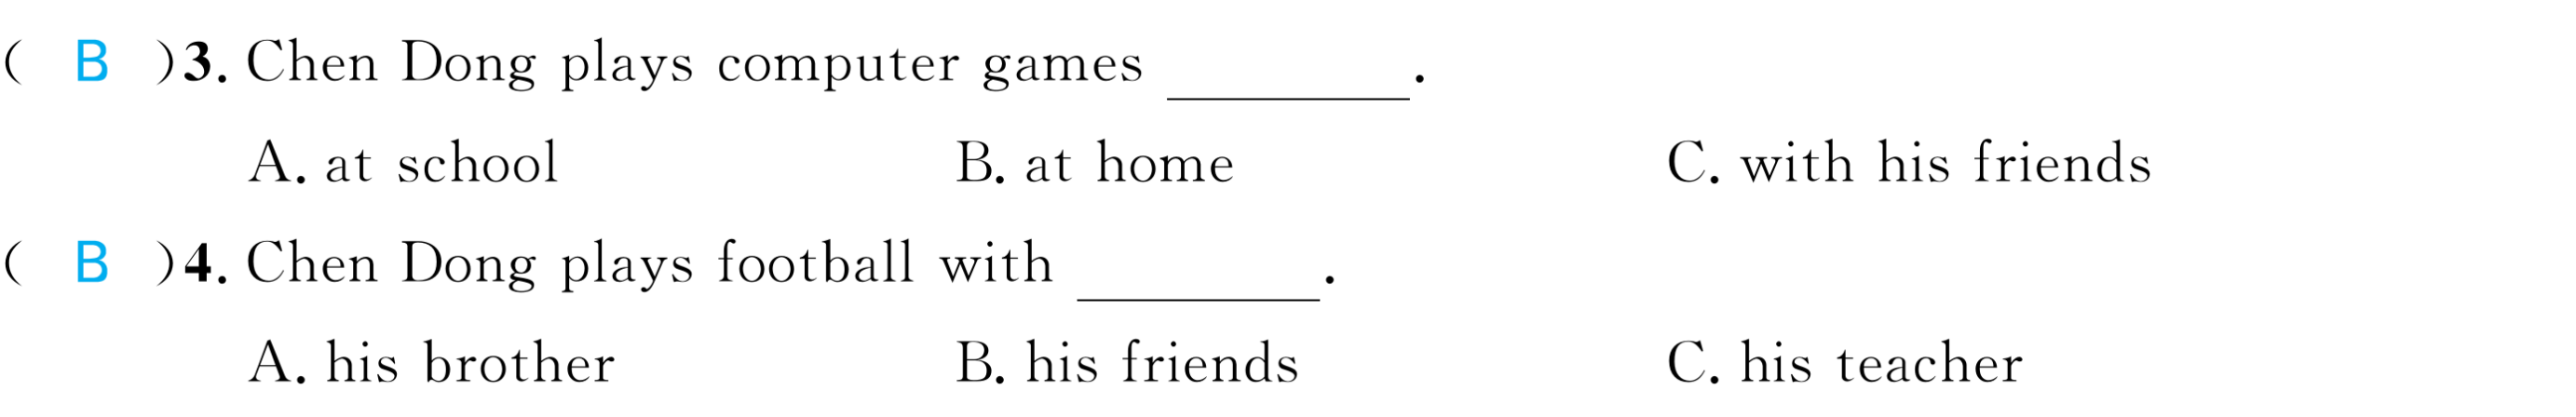 ( B )3. Chen Dong plays computer games ________.
A. at school B. at home C. with his friends
( B )4. Chen Dong plays football with ________.
A. his brother B. his friends C. his teacher